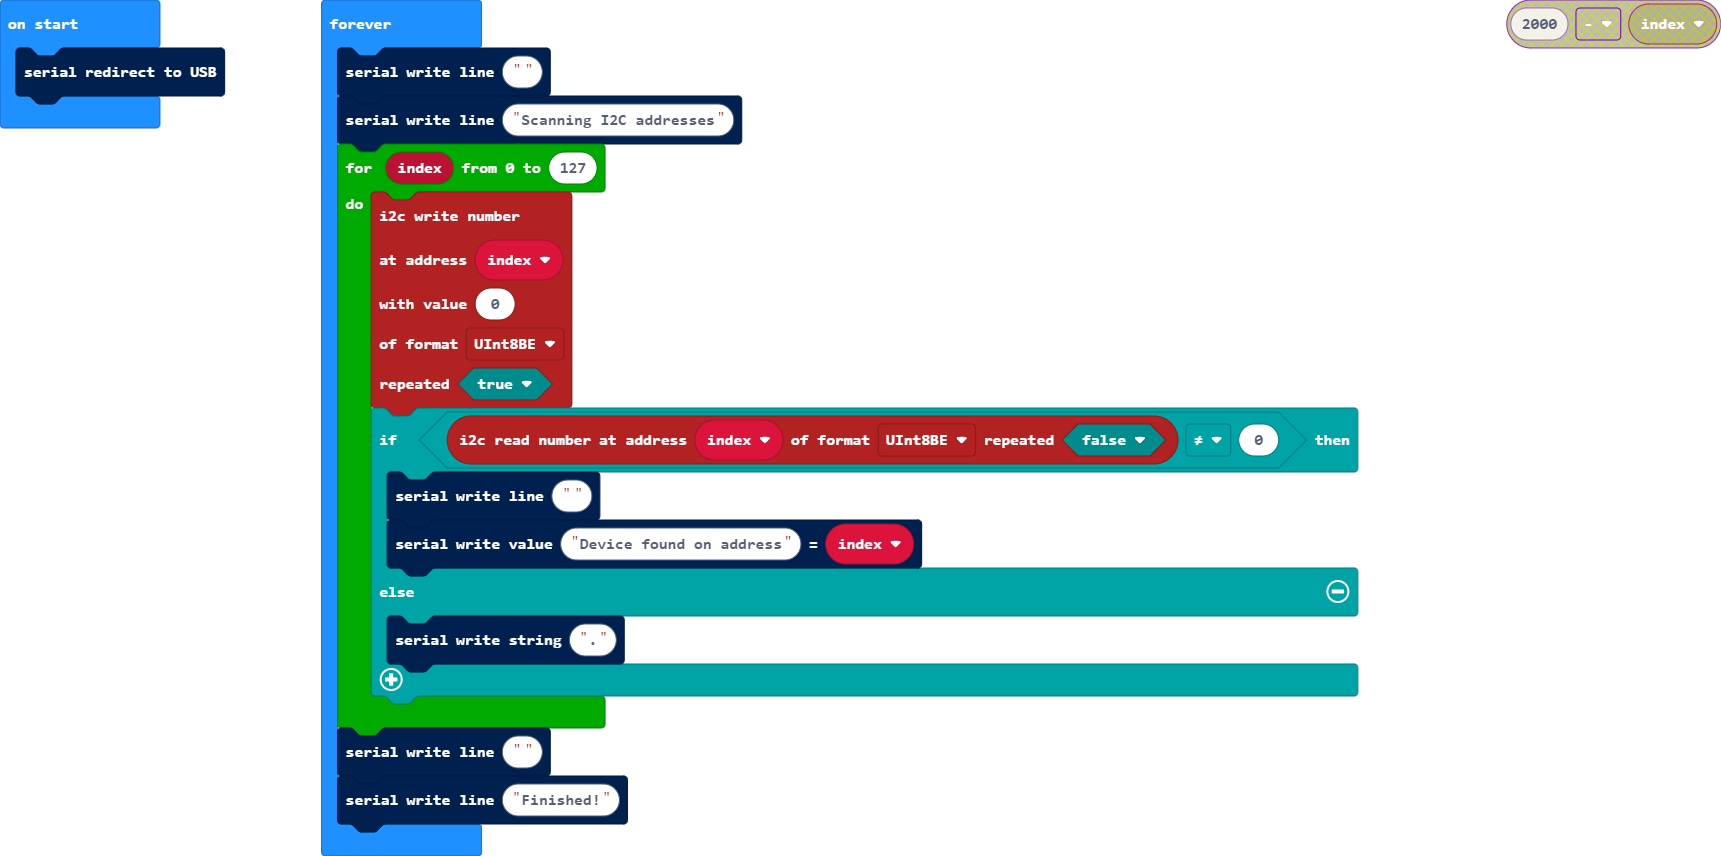 on start
serial redirect to USB
forever
serial write line " "
serial write line "Scanning I2C addresses"
for index from 0 to 127
do
i2c write number
at address index
with value 0
of format UInt8BE
repeated true
if i2c read number at address index of format UInt8BE repeated false ≠ 0 then
serial write line " "
serial write value "Device found on address" = index
else
serial write string "."
serial write line " "
serial write line "Finished!"
2000 - index